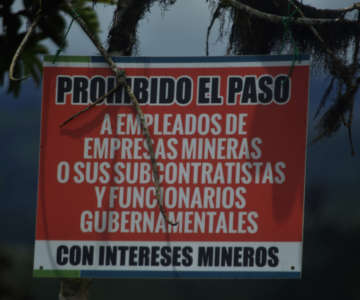 PROHIBIDO EL PASO
A EMPLEADOS DE
EMPRESAS MINERAS
O SUS SUBCONTRATISTAS
Y FUNCIONARIOS
GUBERNAMENTALES
CON INTERESES MINEROS